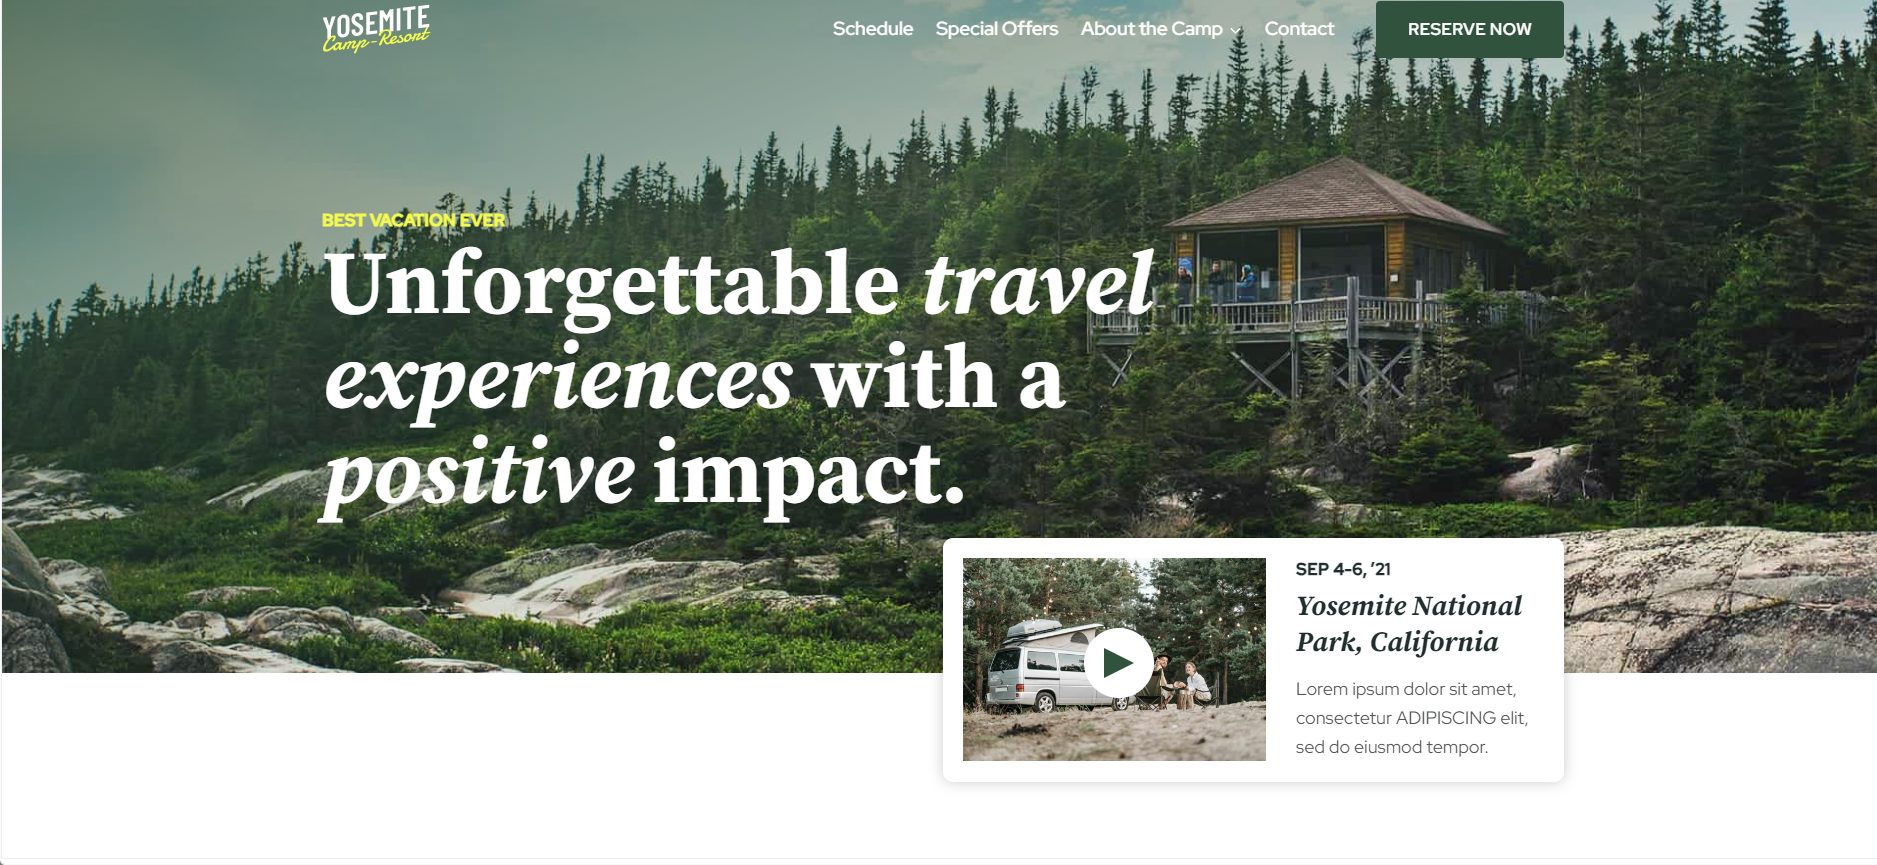 YOSEMITE
Camp-Resort
Schedule
Special Offers
About the Camp
Contact
RESERVE NOW
BEST VACATION EVER
Unforgettable travel
experiences with a
positive impact.
SEP 4-6, ’21
Yosemite National
Park, California
Lorem ipsum dolor sit amet,
consectetur ADIPISCING elit,
sed do eiusmod tempor.